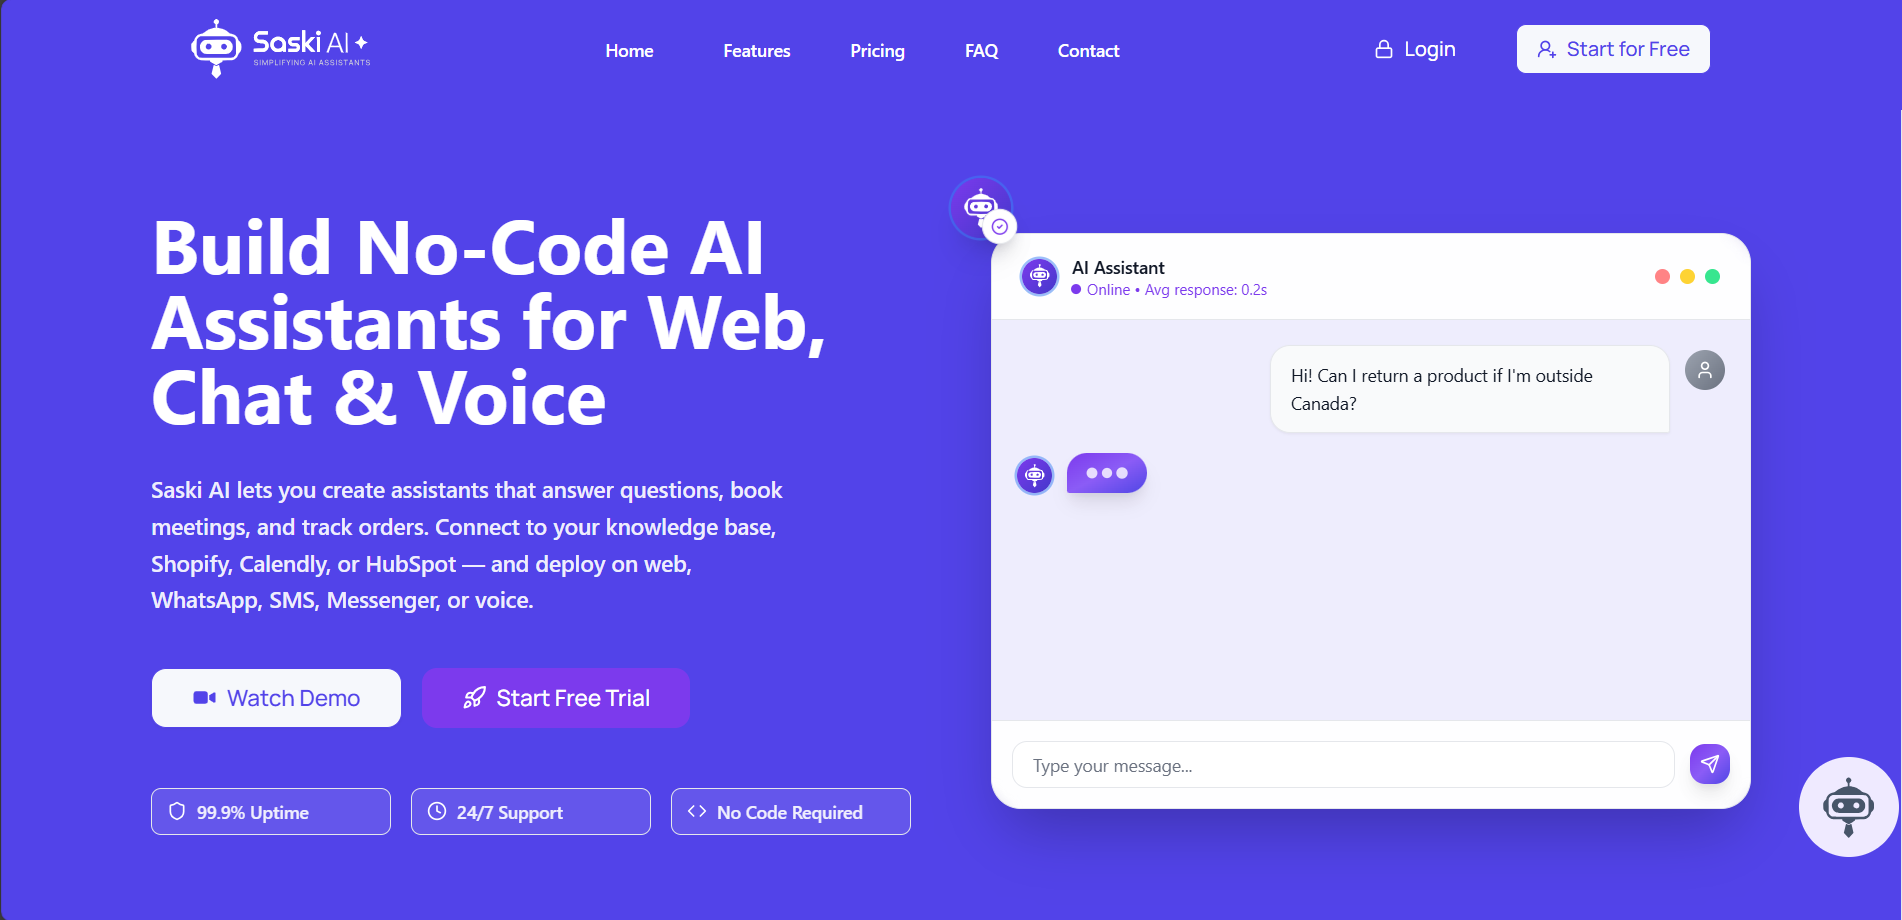 Saski AI
SIMPLIFYING AI ASSISTANTS
Home
Features
Pricing
FAQ
Contact
Login
Start for Free
Build No-Code AI
Assistants for Web,
Chat & Voice
Saski AI lets you create assistants that answer questions, book
meetings, and track orders. Connect to your knowledge base,
Shopify, Calendly, or HubSpot — and deploy on web,
WhatsApp, SMS, Messenger, or voice.
Watch Demo
Start Free Trial
99.9% Uptime
24/7 Support
No Code Required
AI Assistant
Online • Avg response: 0.2s
Hi! Can I return a product if I'm outside
Canada?
Type your message...